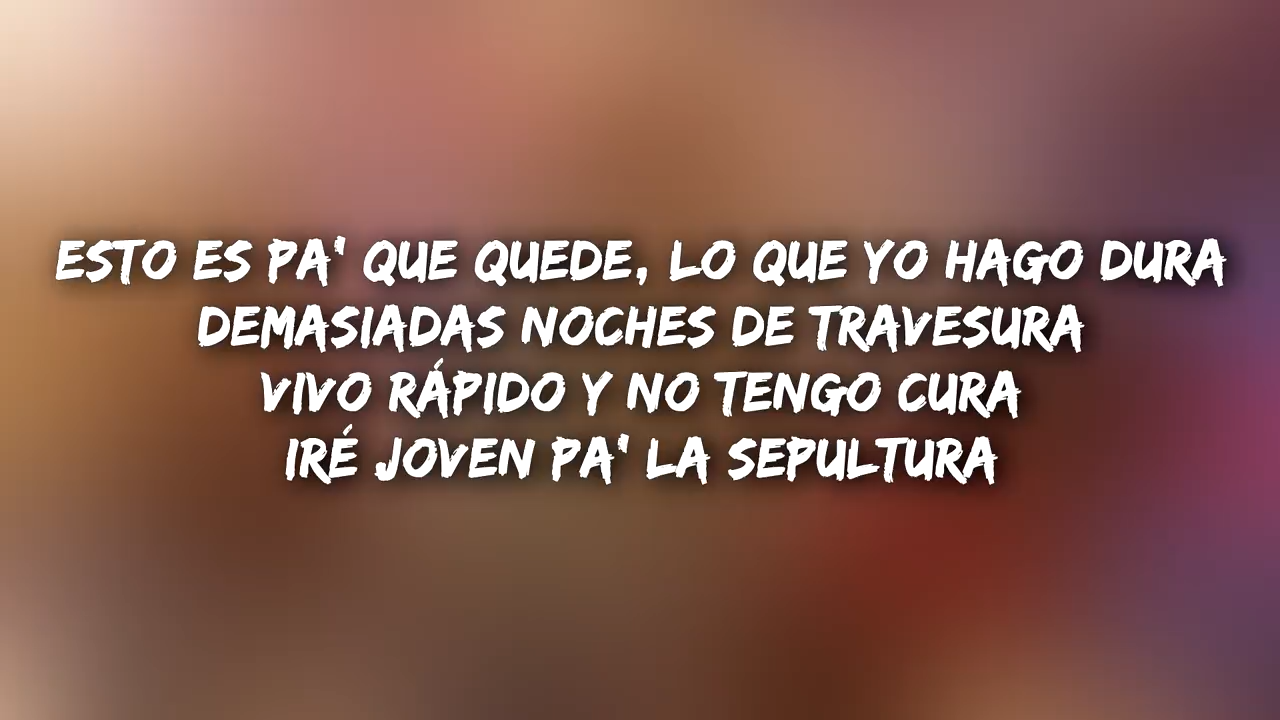 ESTO ES PA' QUE QUEDE, LO QUE YO HAGO DURA
DEMASIADAS NOCHES DE TRAVESURA
VIVO RÁPIDO Y NO TENGO CURA
IRÉ JOVEN PA' LA SEPULTURA